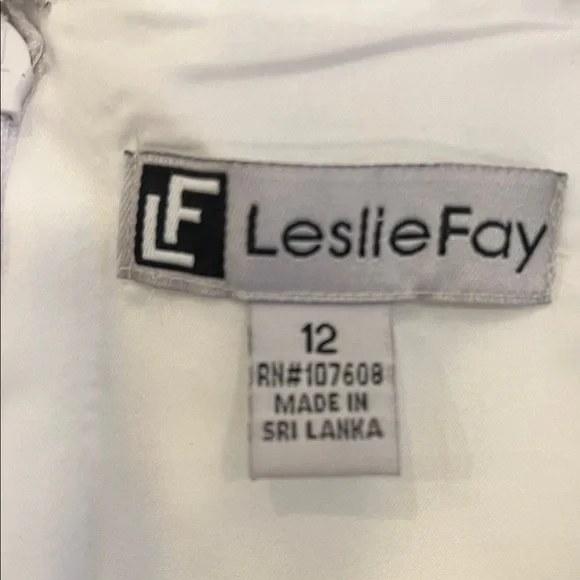 LF LeslieFay
12
RN#107608
MADE IN
SRI LANKA